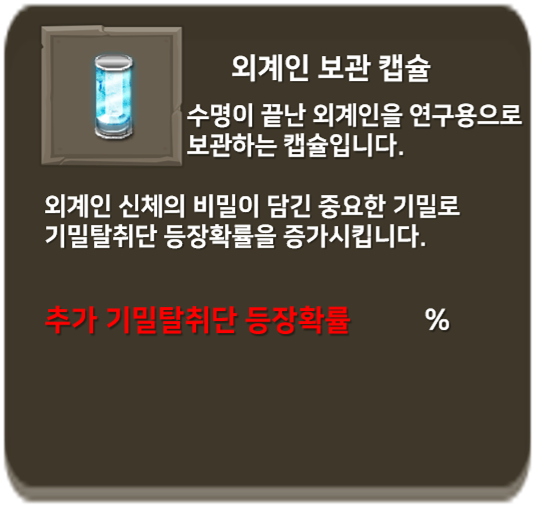 외계인 보관 캡슐
수명이 끝난 외계인을 연구용으로
보관하는 캡슐입니다.
외계인 신체의 비밀이 담긴 중요한 기밀로
기밀탈취단 등장확률을 증가시킵니다.
추가 기밀탈취단 등장확률 %